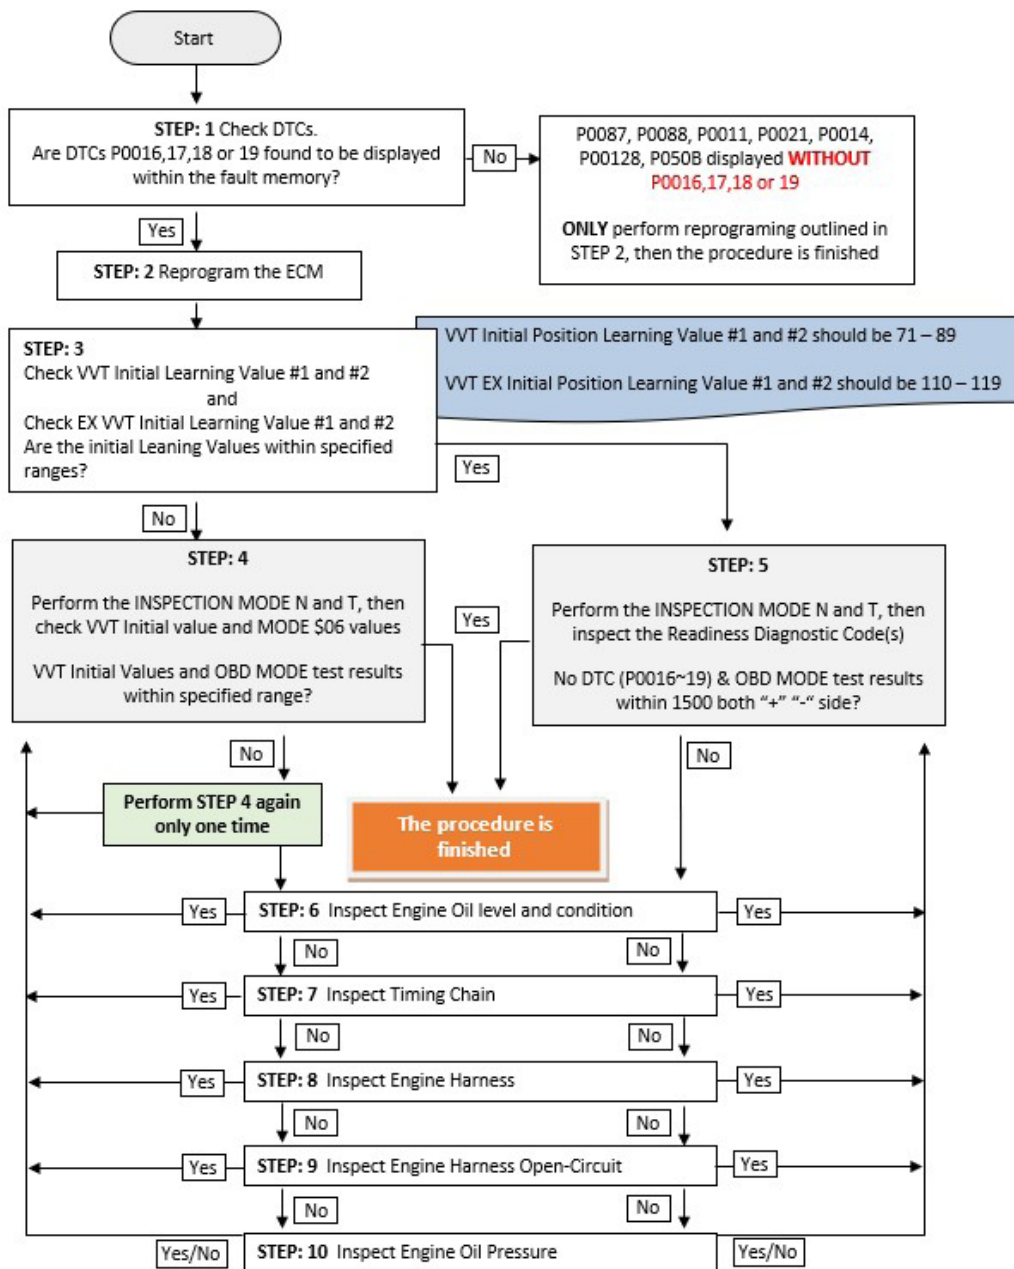 Start
STEP: 1 Check DTCs.
Are DTCs P0016,17,18 or 19 found to be displayed
within the fault memory?
No
P0087, P0088, P0011, P0021, P0014,
P00128, P050B displayed WITHOUT
P0016,17,18 or 19
ONLY perform reprograming outlined in
STEP 2, then the procedure is finished
Yes
STEP: 2 Reprogram the ECM
STEP: 3
Check VVT Initial Learning Value #1 and #2
and
Check EX VVT Initial Learning Value #1 and #2
Are the initial Leaning Values within specified
ranges?
VVT Initial Position Learning Value #1 and #2 should be 71 – 89
VVT EX Initial Position Learning Value #1 and #2 should be 110 – 119
Yes
No
STEP: 4
Perform the INSPECTION MODE N and T, then
check VVT Initial value and MODE $06 values
VVT Initial Values and OBD MODE test results
within specified range?
Yes
STEP: 5
Perform the INSPECTION MODE N and T, then
inspect the Readiness Diagnostic Code(s)
No DTC (P0016~19) & OBD MODE test results
within 1500 both “+” “-“ side?
No
No
Perform STEP 4 again
only one time
The procedure is
finished
Yes
STEP: 6 Inspect Engine Oil level and condition
Yes
No
No
Yes
STEP: 7 Inspect Timing Chain
Yes
No
No
Yes
STEP: 8 Inspect Engine Harness
Yes
No
No
Yes
STEP: 9 Inspect Engine Harness Open-Circuit
Yes
No
No
Yes/No
STEP: 10 Inspect Engine Oil Pressure
Yes/No